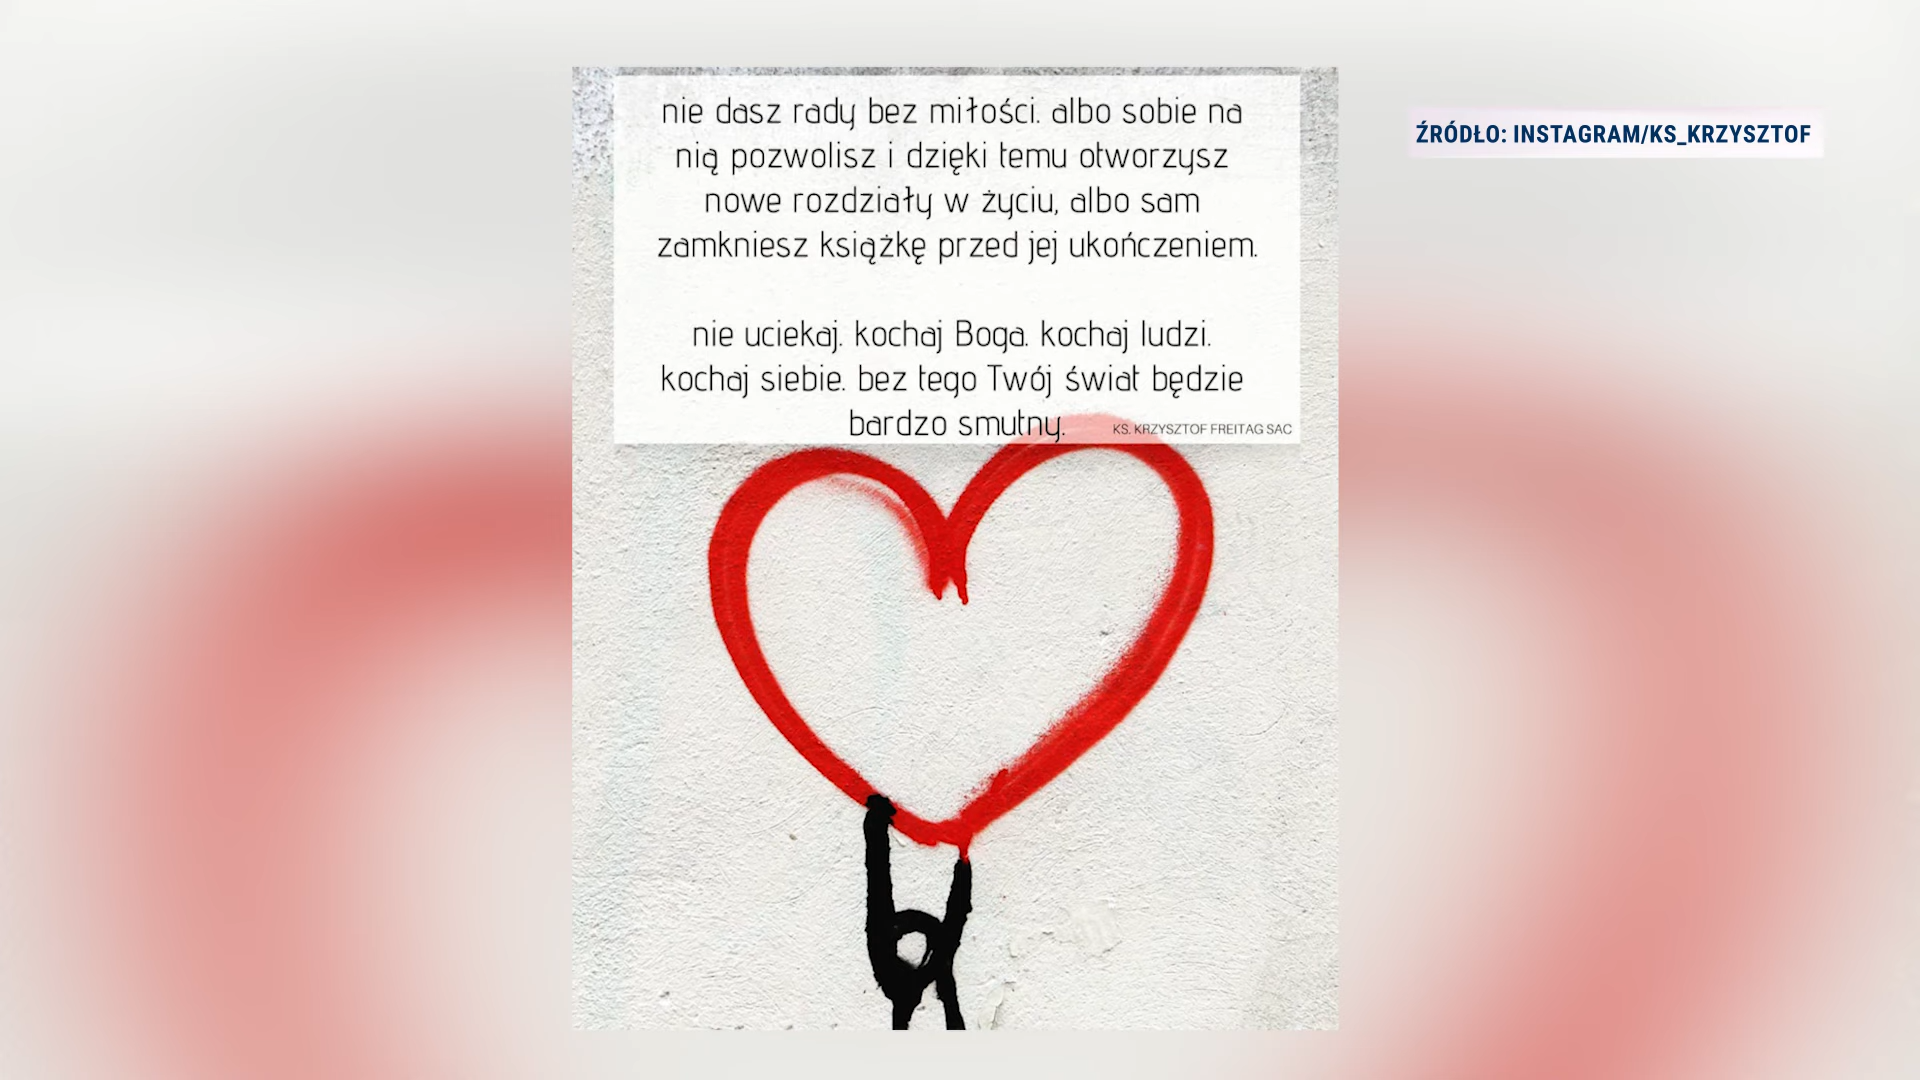 nie dasz rady bez miłości. albo sobie na
nią pozwolisz i dzięki temu otworzysz
nowe rozdziały w życiu, albo sam
zamkniesz książkę przed jej ukończeniem.
nie uciekaj. kochaj Boga. kochaj ludzi.
kochaj siebie. bez tego Twój świat będzie
bardzo smutny.
KS. KRZYSZTOF FREITAG SAC
ŹRÓDŁO: INSTAGRAM/KS_KRZYSZTOF